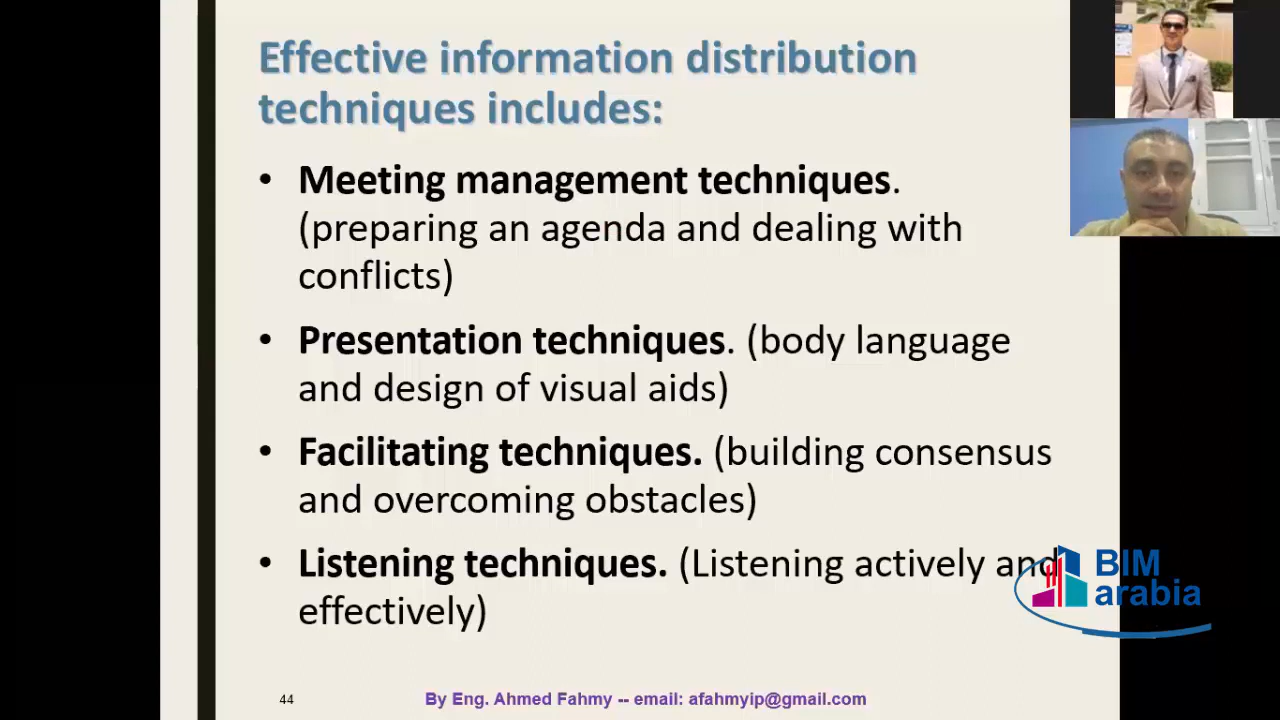 Effective information distribution
techniques includes:
• Meeting management techniques.
(preparing an agenda and dealing with
conflicts)
• Presentation techniques. (body language
and design of visual aids)
• Facilitating techniques. (building consensus
and overcoming obstacles)
• Listening techniques. (Listening actively and
effectively)
BIM
arabia
44
By Eng. Ahmed Fahmy -- email: afahmyip@gmail.com